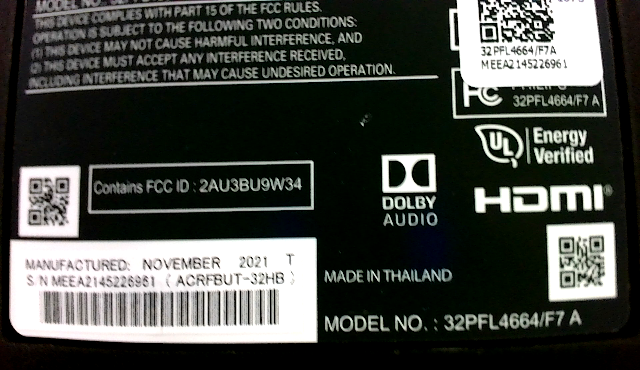 MODEL NO.
THIS DEVICE COMPLIES WITH PART 15 OF THE FCC RULES.
OPERATION IS SUBJECT TO THE FOLLOWING TWO CONDITIONS:
(1) THIS DEVICE MAY NOT CAUSE HARMFUL INTERFERENCE, AND
(2) THIS DEVICE MUST ACCEPT ANY INTERFERENCE RECEIVED,
INCLUDING INTERFERENCE THAT MAY CAUSE UNDESIRED OPERATION.
32PFL4664/F7A
MEEA2145226961
FC PHILIPS
32PFL4664/F7 A
UL Energy
Verified
Contains FCC ID : 2AU3BU9W34
DOLBY
AUDIO
HDMI®
MANUFACTURED: NOVEMBER 2021 T
S/N MEEA2145226961 ( ACRFBUT-32HB )
MADE IN THAILAND
MODEL NO. : 32PFL4664/F7 A